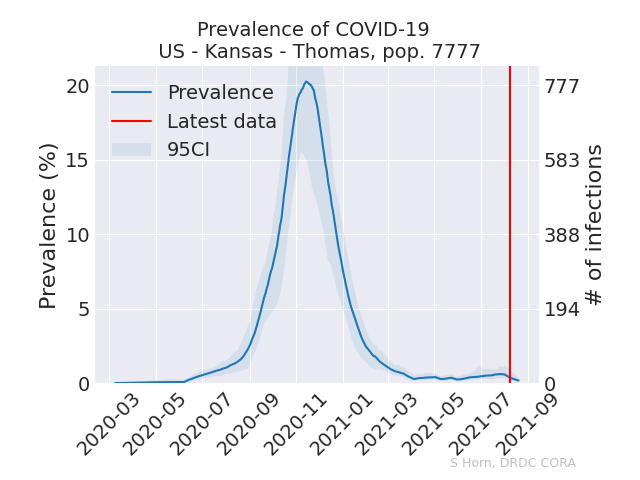 Prevalence of COVID-19
US - Kansas - Thomas, pop. 7777
Prevalence
Latest data
95CI
Prevalence (%)
20
15
10
5
0
777
583
388
194
0
# of infections
2020-03
2020-05
2020-07
2020-09
2020-11
2021-01
2021-03
2021-05
2021-07
2021-09
S Horn, DRDC CORA